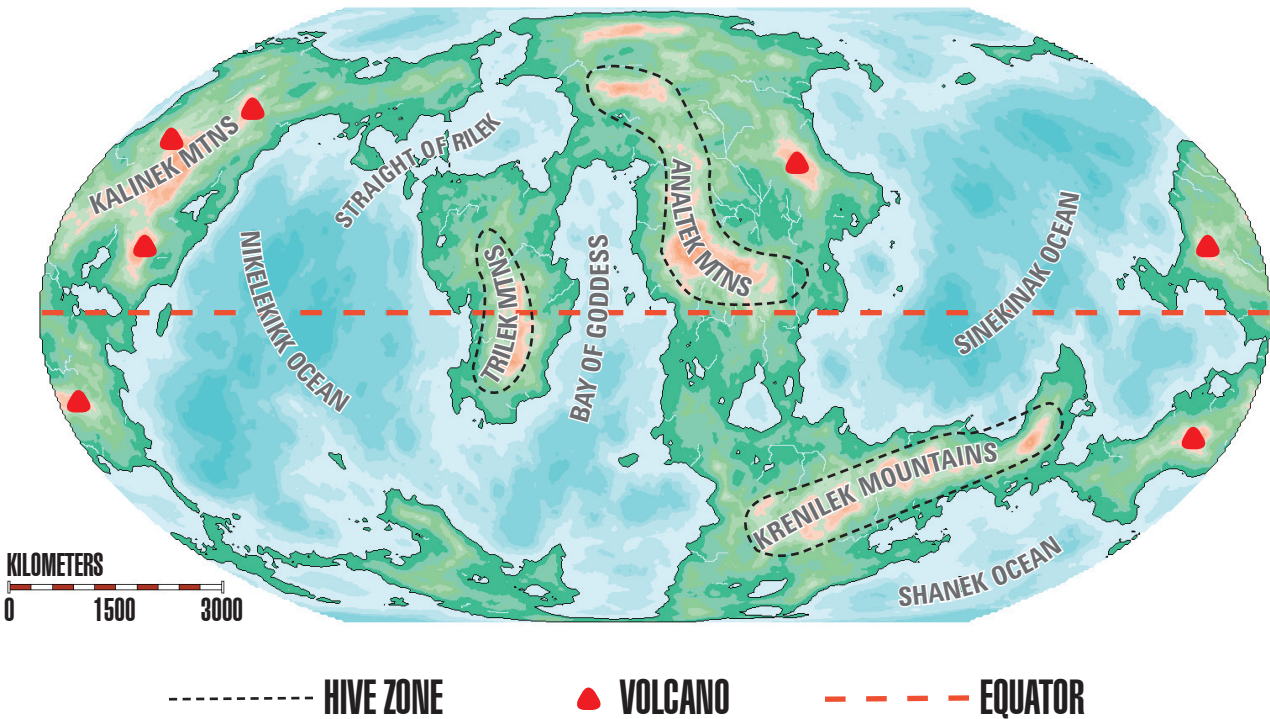 STRAIGHT OF RILEK
KALINEK MTNS
ANALTEK MTNS
NIKELEKIKK OCEAN
TRILEK MTNS
BAY OF GODDESS
SINEKINAK OCEAN
KRENILEK MOUNTAINS
SHANEK OCEAN
KILOMETERS
0 1500 3000
HIVE ZONE VOLCANO EQUATOR